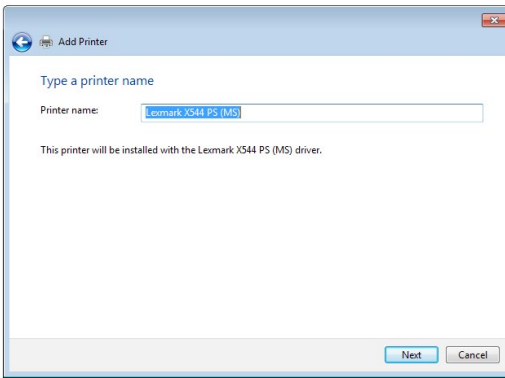 Add Printer
Type a printer name
Printer name: Lexmark X544 PS (MS)
This printer will be installed with the Lexmark X544 PS (MS) driver.
Next Cancel